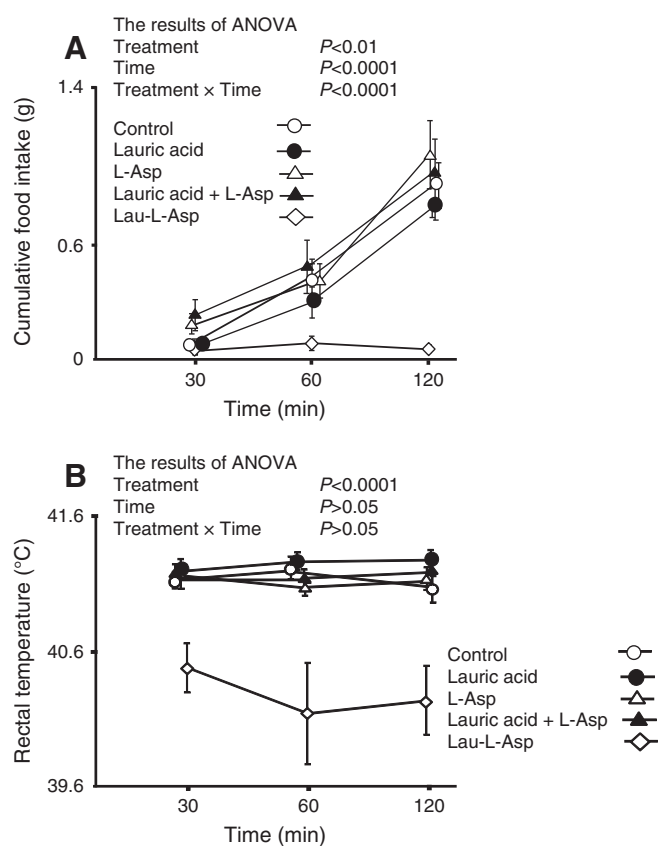 A
The results of ANOVA
Treatment P<0.01
Time P<0.0001
Treatment × Time P<0.0001
Control
Lauric acid
L-Asp
Lauric acid + L-Asp
Lau-L-Asp
Cumulative food intake (g)
1.4
0.6
0
30 60 120
Time (min)
B
The results of ANOVA
Treatment P<0.0001
Time P>0.05
Treatment × Time P>0.05
Rectal temperature (°C)
41.6
40.6
39.6
Control
Lauric acid
L-Asp
Lauric acid + L-Asp
Lau-L-Asp
30 60 120
Time (min)